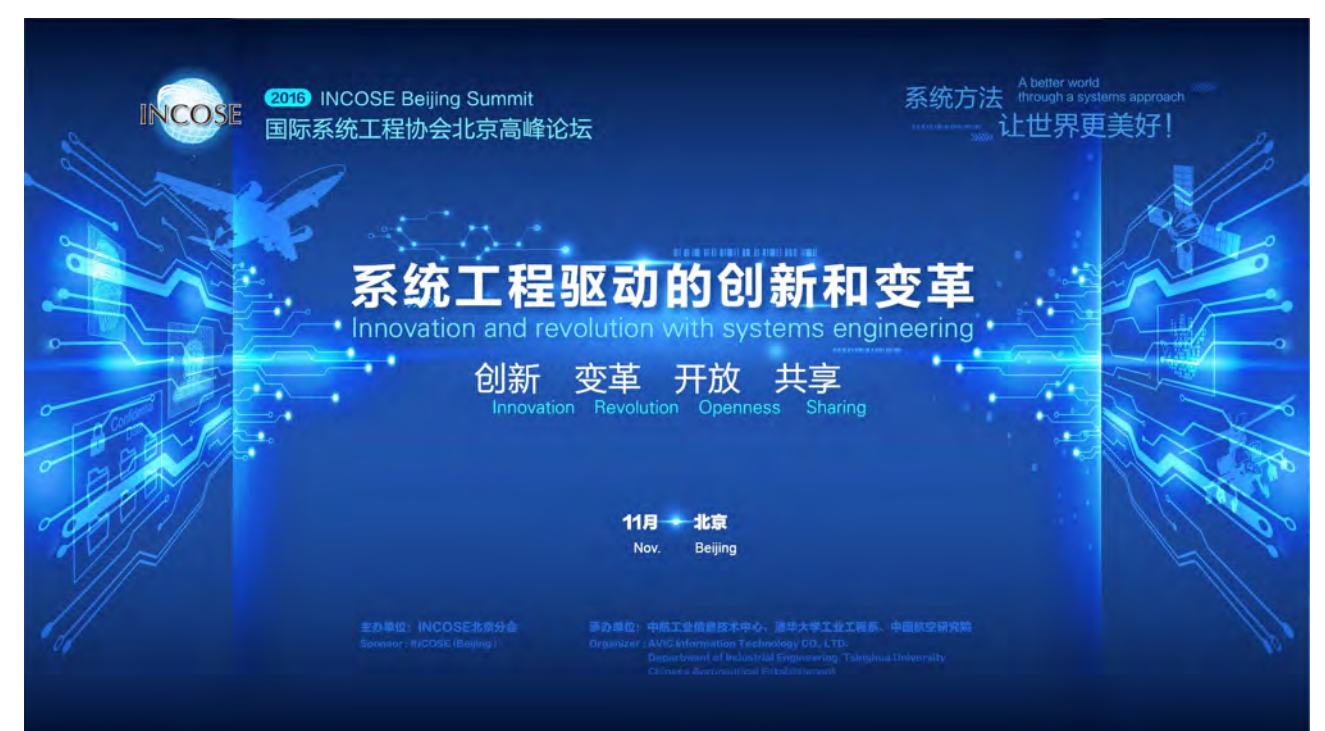 INCOSE
2016 INCOSE Beijing Summit
国际系统工程协会北京高峰论坛
系统方法
A better world
through a systems approach
让世界更美好!
系统工程驱动的创新和变革
Innovation and revolution with systems engineering
创新 变革 开放 共享
Innovation Revolution Openness Sharing
11月 北京
Nov. Beijing
Confidential
Data
主办单位:INCOSE北京分会
Sponsor: INCOSE (Beijing)
承办单位:中航工业信息技术中心、清华大学工业工程系、中国航空研究院
Organizer: AVIC Information Technology CO., LTD.
Department of Industrial Engineering, Tsinghua University
Chinese Aeronautical Establishment